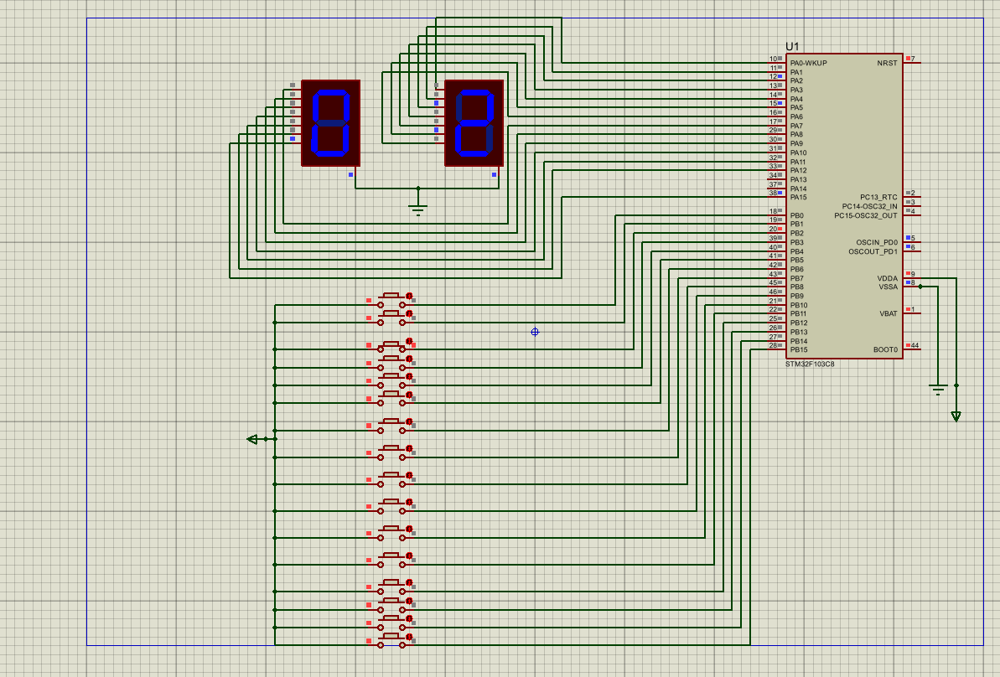 U1
10 PA0-WKUP NRST 7
11 PA1
12 PA2
13 PA3
14 PA4
15 PA5
16 PA6
17 PA7
29 PA8
30 PA9
31 PA10
32 PA11
33 PA12
34 PA13
37 PA14
38 PA15 PC13_RTC 2
PC14-OSC32_IN 3
18 PB0 PC15-OSC32_OUT 4
19 PB1
20 PB2
39 PB3 OSCIN_PD0 5
40 PB4 OSCOUT_PD1 6
41 PB5
42 PB6
43 PB7 VDDA 9
45 PB8 VSSA 8
46 PB9
21 PB10
22 PB11 VBAT 1
25 PB12
26 PB13
27 PB14
28 PB15 BOOT0 44
STM32F103C8